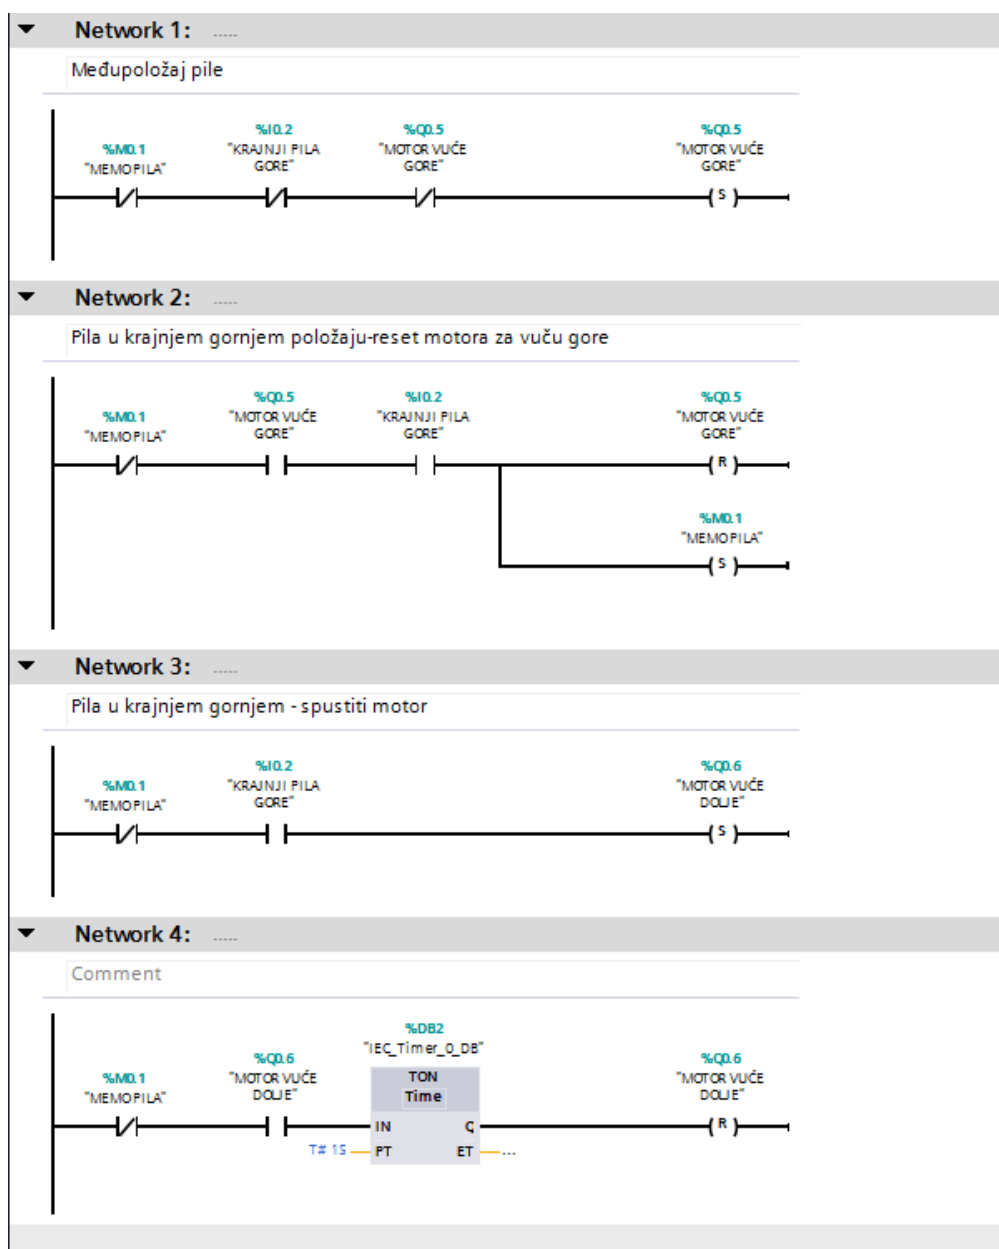 Network 1: .....
Međupoložaj pile
%M0.1
"MEMOPILA"
%I0.2
"KRAJNJI PILA
GORE"
%Q0.5
"MOTOR VUĆE
GORE"
%Q0.5
"MOTOR VUĆE
GORE"
S
Network 2: .....
Pila u krajnjem gornjem položaju-reset motora za vuču gore
%M0.1
"MEMOPILA"
%Q0.5
"MOTOR VUĆE
GORE"
%I0.2
"KRAJNJI PILA
GORE"
%Q0.5
"MOTOR VUĆE
GORE"
R
%M0.1
"MEMOPILA"
S
Network 3: .....
Pila u krajnjem gornjem - spustiti motor
%M0.1
"MEMOPILA"
%I0.2
"KRAJNJI PILA
GORE"
%Q0.6
"MOTOR VUĆE
DOLJE"
S
Network 4: .....
Comment
%M0.1
"MEMOPILA"
%Q0.6
"MOTOR VUĆE
DOLJE"
%DB2
"IEC_Timer_0_DB"
TON
Time
IN Q
T# 1S PT ET ...
%Q0.6
"MOTOR VUĆE
DOLJE"
R